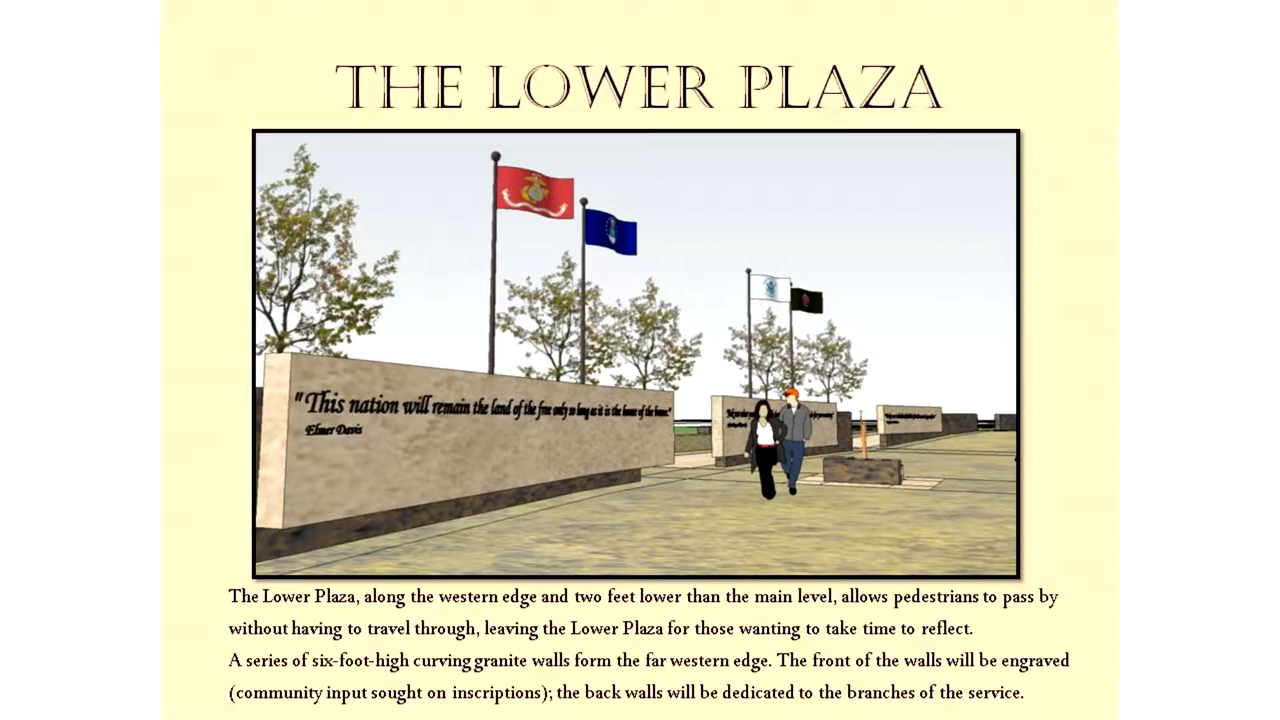 THE LOWER PLAZA
"This nation will remain the land of the free only so long as it is the home of the brave."
Elmer Davis
The Lower Plaza, along the western edge and two feet lower than the main level, allows pedestrians to pass by
without having to travel through, leaving the Lower Plaza for those wanting to take time to reflect.
A series of six-foot-high curving granite walls form the far western edge. The front of the walls will be engraved
(community input sought on inscriptions); the back walls will be dedicated to the branches of the service.